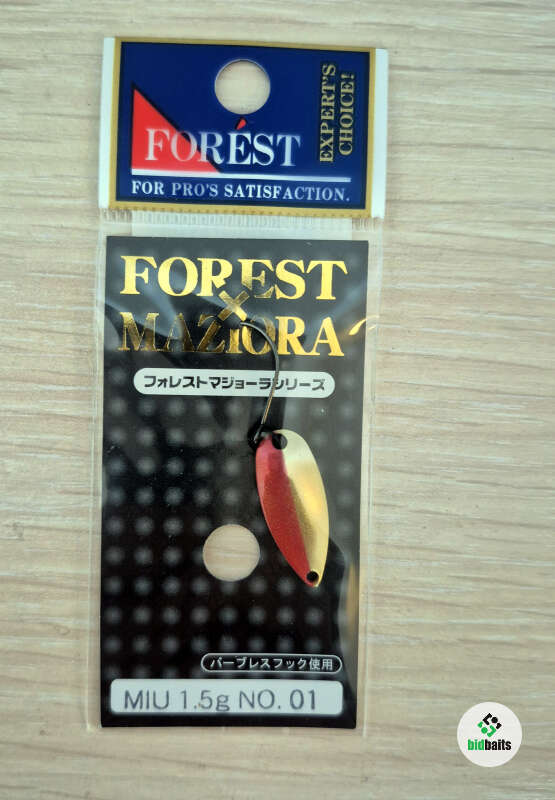 EXPERT'S
CHOICE!
FORÉST
FOR PRO'S SATISFACTION.
FOREST
×
MAZIORA
フォレストマジョーラシリーズ
バーブレスフック使用
MIU 1.5g NO. 01
bidbaits